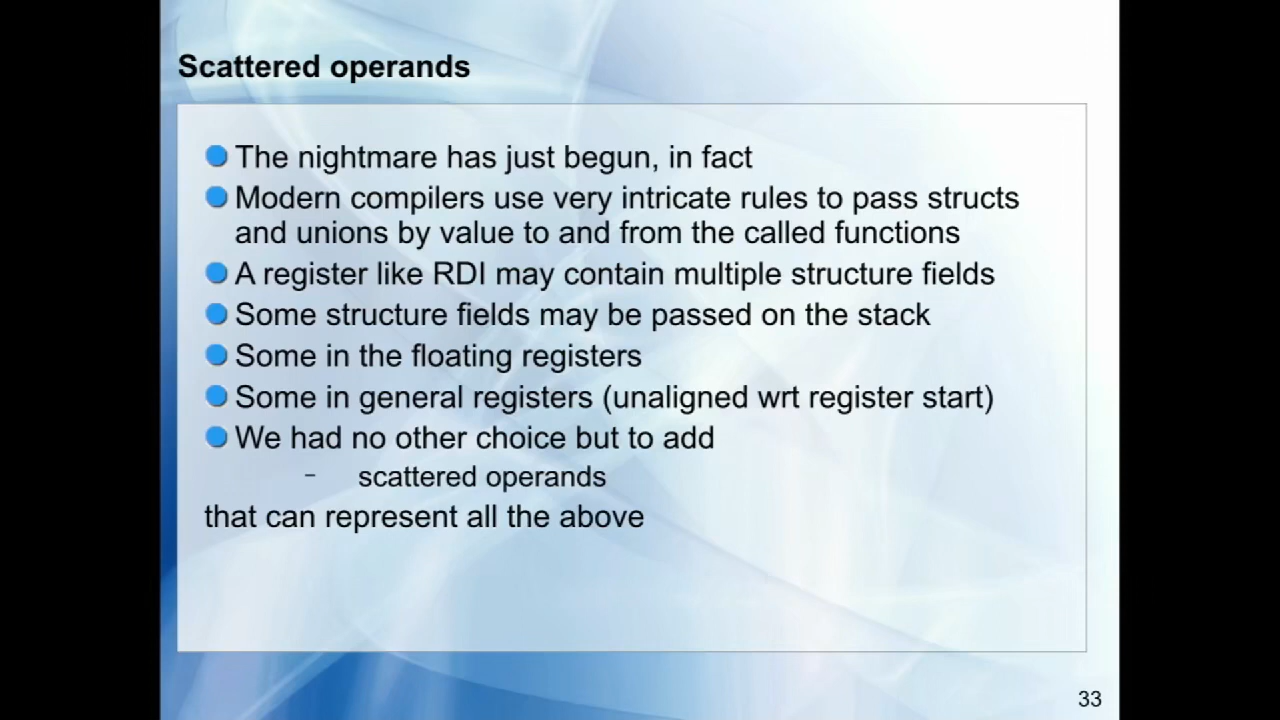 Scattered operands
The nightmare has just begun, in fact
Modern compilers use very intricate rules to pass structs
and unions by value to and from the called functions
A register like RDI may contain multiple structure fields
Some structure fields may be passed on the stack
Some in the floating registers
Some in general registers (unaligned wrt register start)
We had no other choice but to add
– scattered operands
that can represent all the above
33